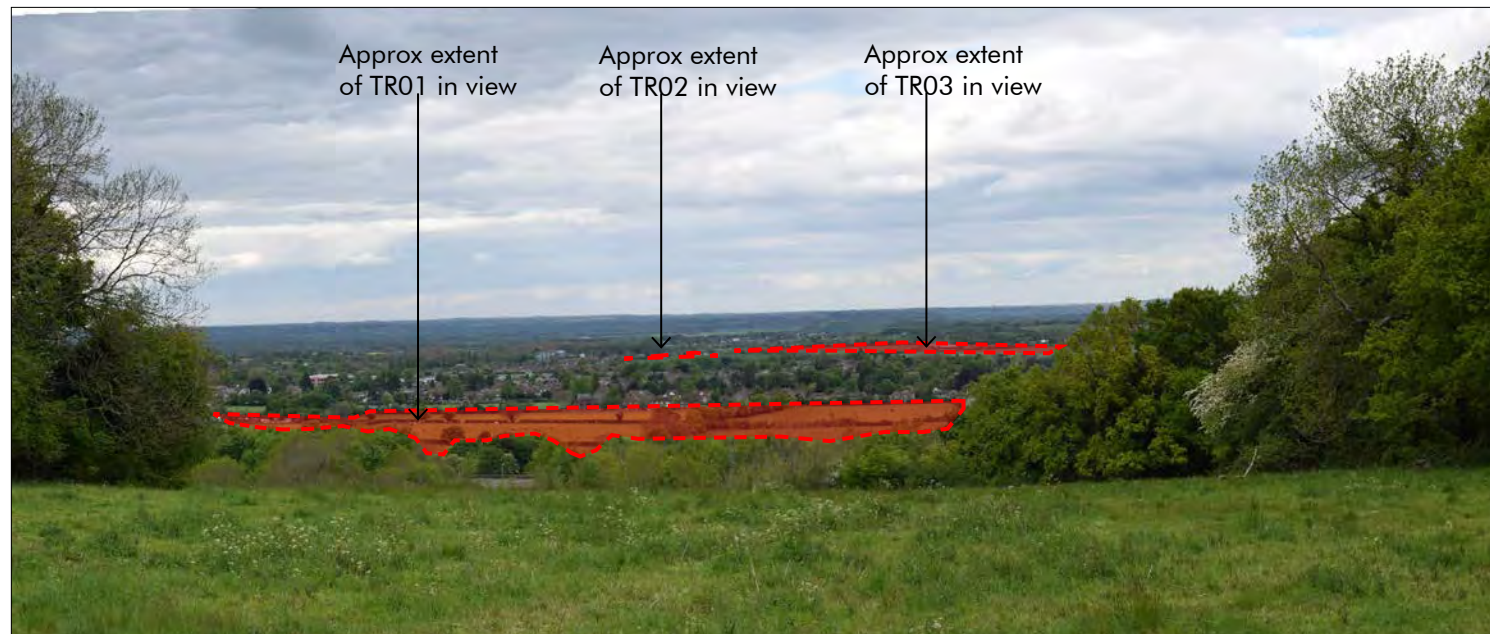 Approx extent
of TR01 in view
Approx extent
of TR02 in view
Approx extent
of TR03 in view